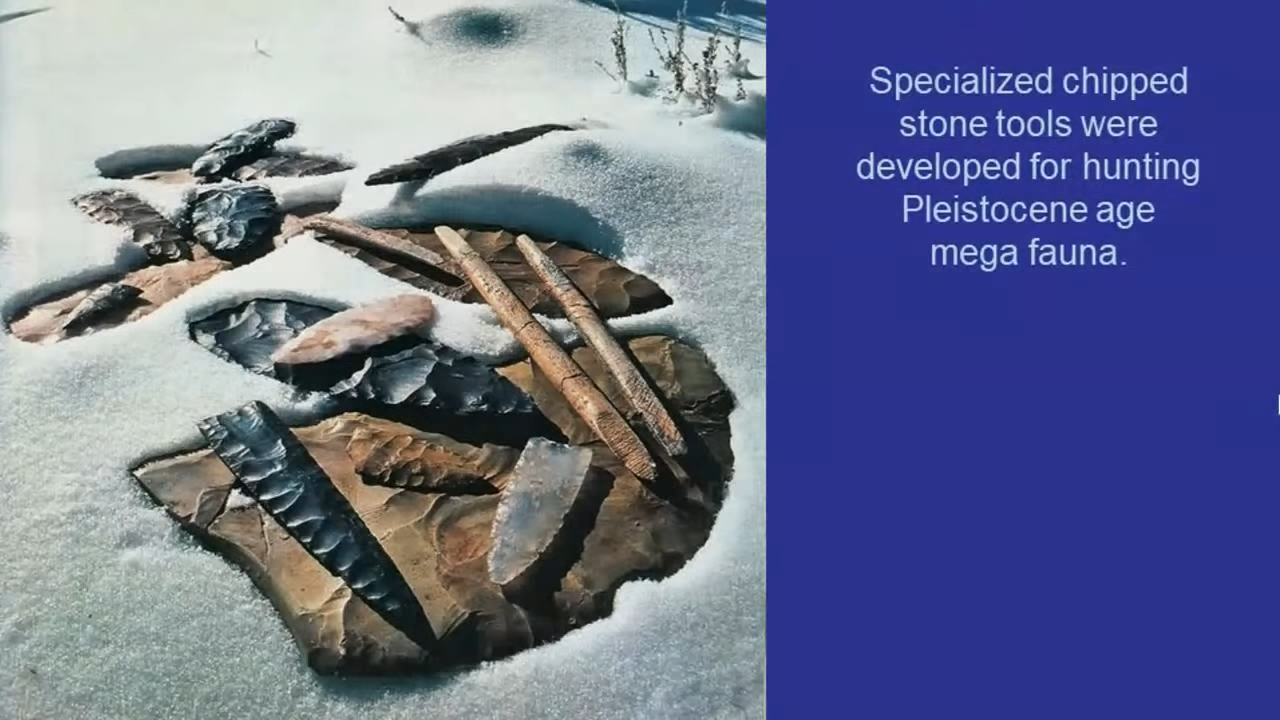 Specialized chipped
stone tools were
developed for hunting
Pleistocene age
mega fauna.